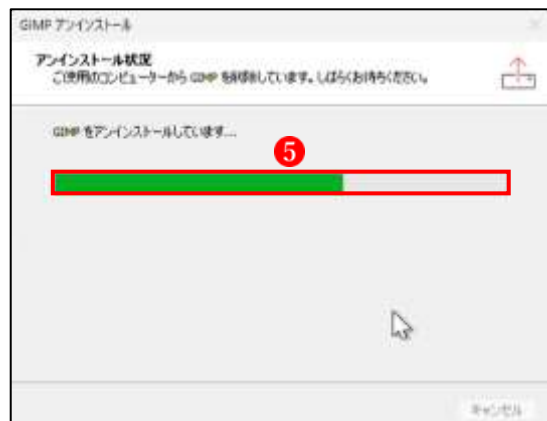 GIMP アンインストール
アンインストール状況
ご使用のコンピューターから GIMP を削除しています。しばらくお待ちください。
GIMP をアンインストールしています...
5
キャンセル